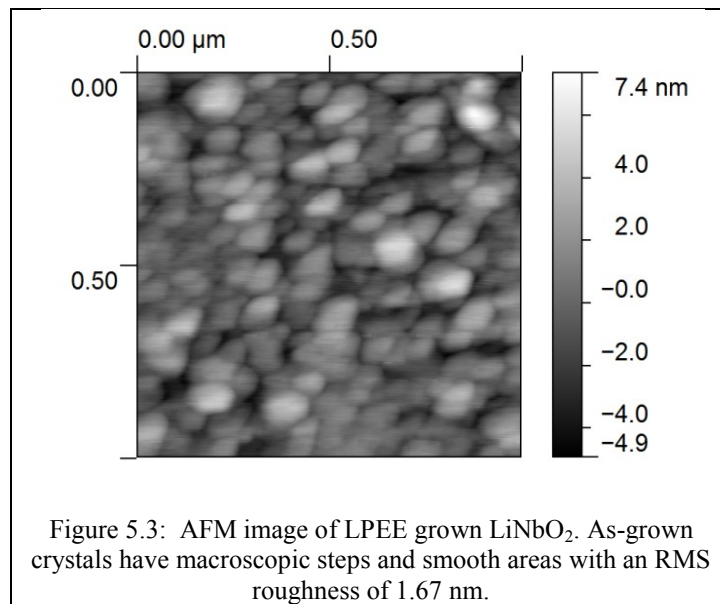 0.00 µm 0.50
0.00
0.50
7.4 nm
4.0
2.0
−0.0
−2.0
−4.0
−4.9
Figure 5.3: AFM image of LPEE grown LiNbO₂. As-grown
crystals have macroscopic steps and smooth areas with an RMS
roughness of 1.67 nm.